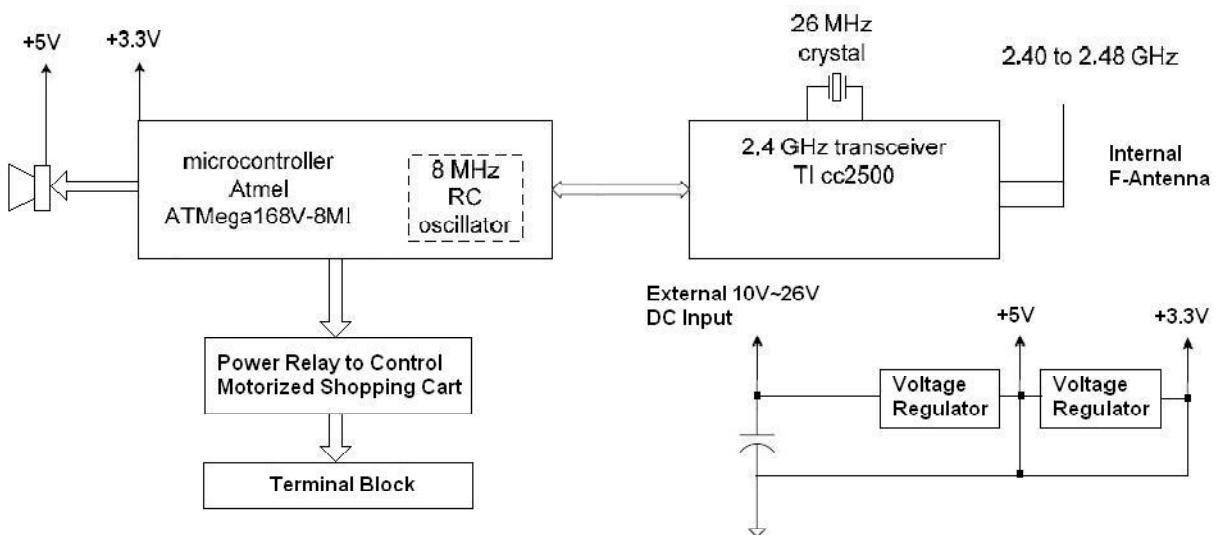 +5V
+3.3V
microcontroller
Atmel
ATMega168V-8MI
8 MHz
RC
oscillator
26 MHz
crystal
2.40 to 2.48 GHz
2,4 GHz transceiver
TI cc2500
Internal
F-Antenna
Power Relay to Control
Motorized Shopping Cart
Terminal Block
External 10V~26V
DC Input
+5V
+3.3V
Voltage
Regulator
Voltage
Regulator